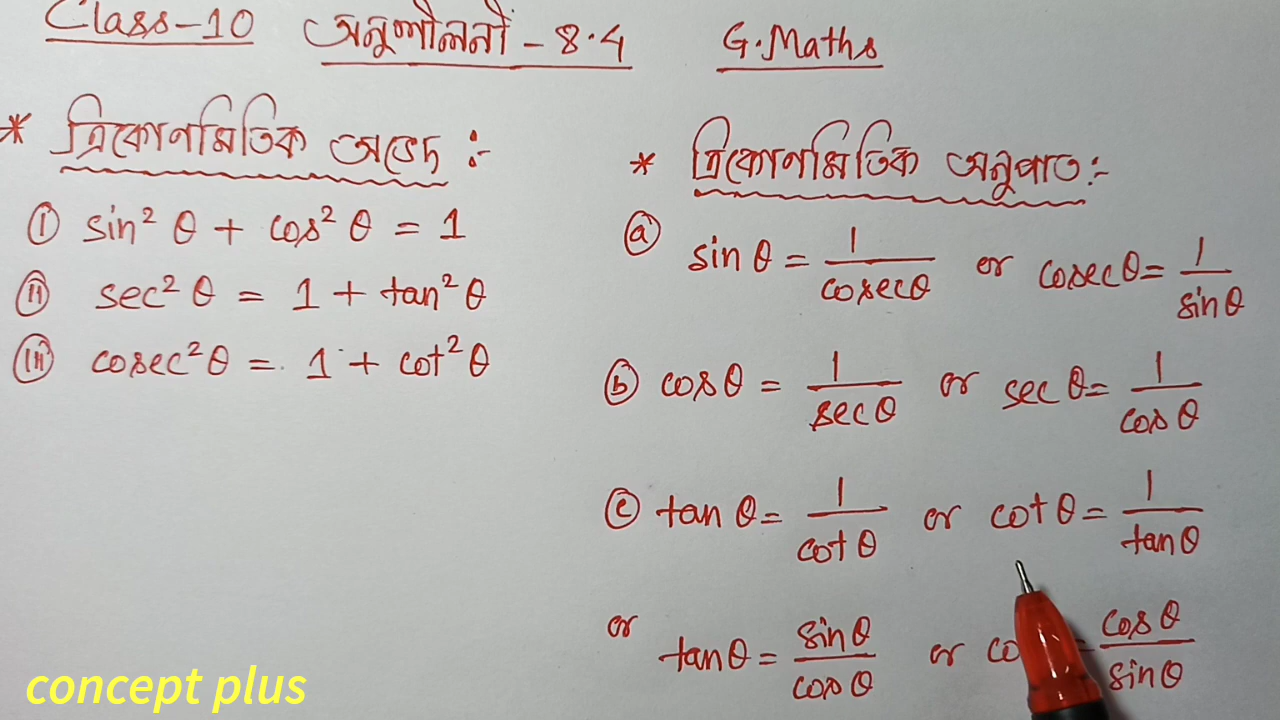 Class-10 অনুশীলনী - 8.4 G.Maths
* ত্রিকোণমিতিক অভেদ :-
(i) sin² θ + cos² θ = 1
(ii) sec² θ = 1 + tan² θ
(iii) cosec² θ = 1 + cot² θ
* ত্রিকোণমিতিক অনুপাত :-
(a) sin θ = 1/cosec θ or cosec θ = 1/sin θ
(b) cos θ = 1/sec θ or sec θ = 1/cos θ
(c) tan θ = 1/cot θ or cot θ = 1/tan θ
or tan θ = sin θ/cos θ or co = cos θ/sin θ
concept plus